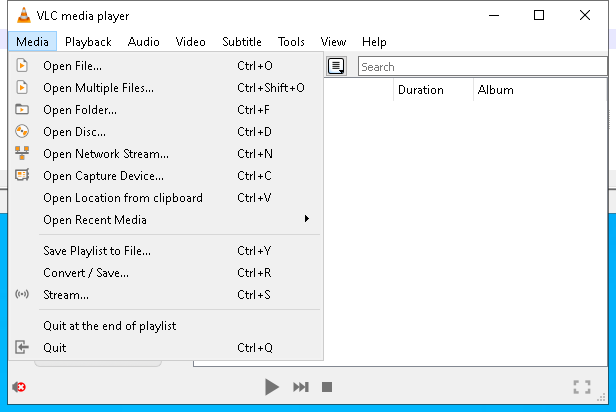 VLC media player
Media Playback Audio Video Subtitle Tools View Help
Open File... Ctrl+O
Open Multiple Files... Ctrl+Shift+O
Open Folder... Ctrl+F
Open Disc... Ctrl+D
Open Network Stream... Ctrl+N
Open Capture Device... Ctrl+C
Open Location from clipboard Ctrl+V
Open Recent Media
Save Playlist to File... Ctrl+Y
Convert / Save... Ctrl+R
Stream... Ctrl+S
Quit at the end of playlist
Quit Ctrl+Q
Search
Duration Album